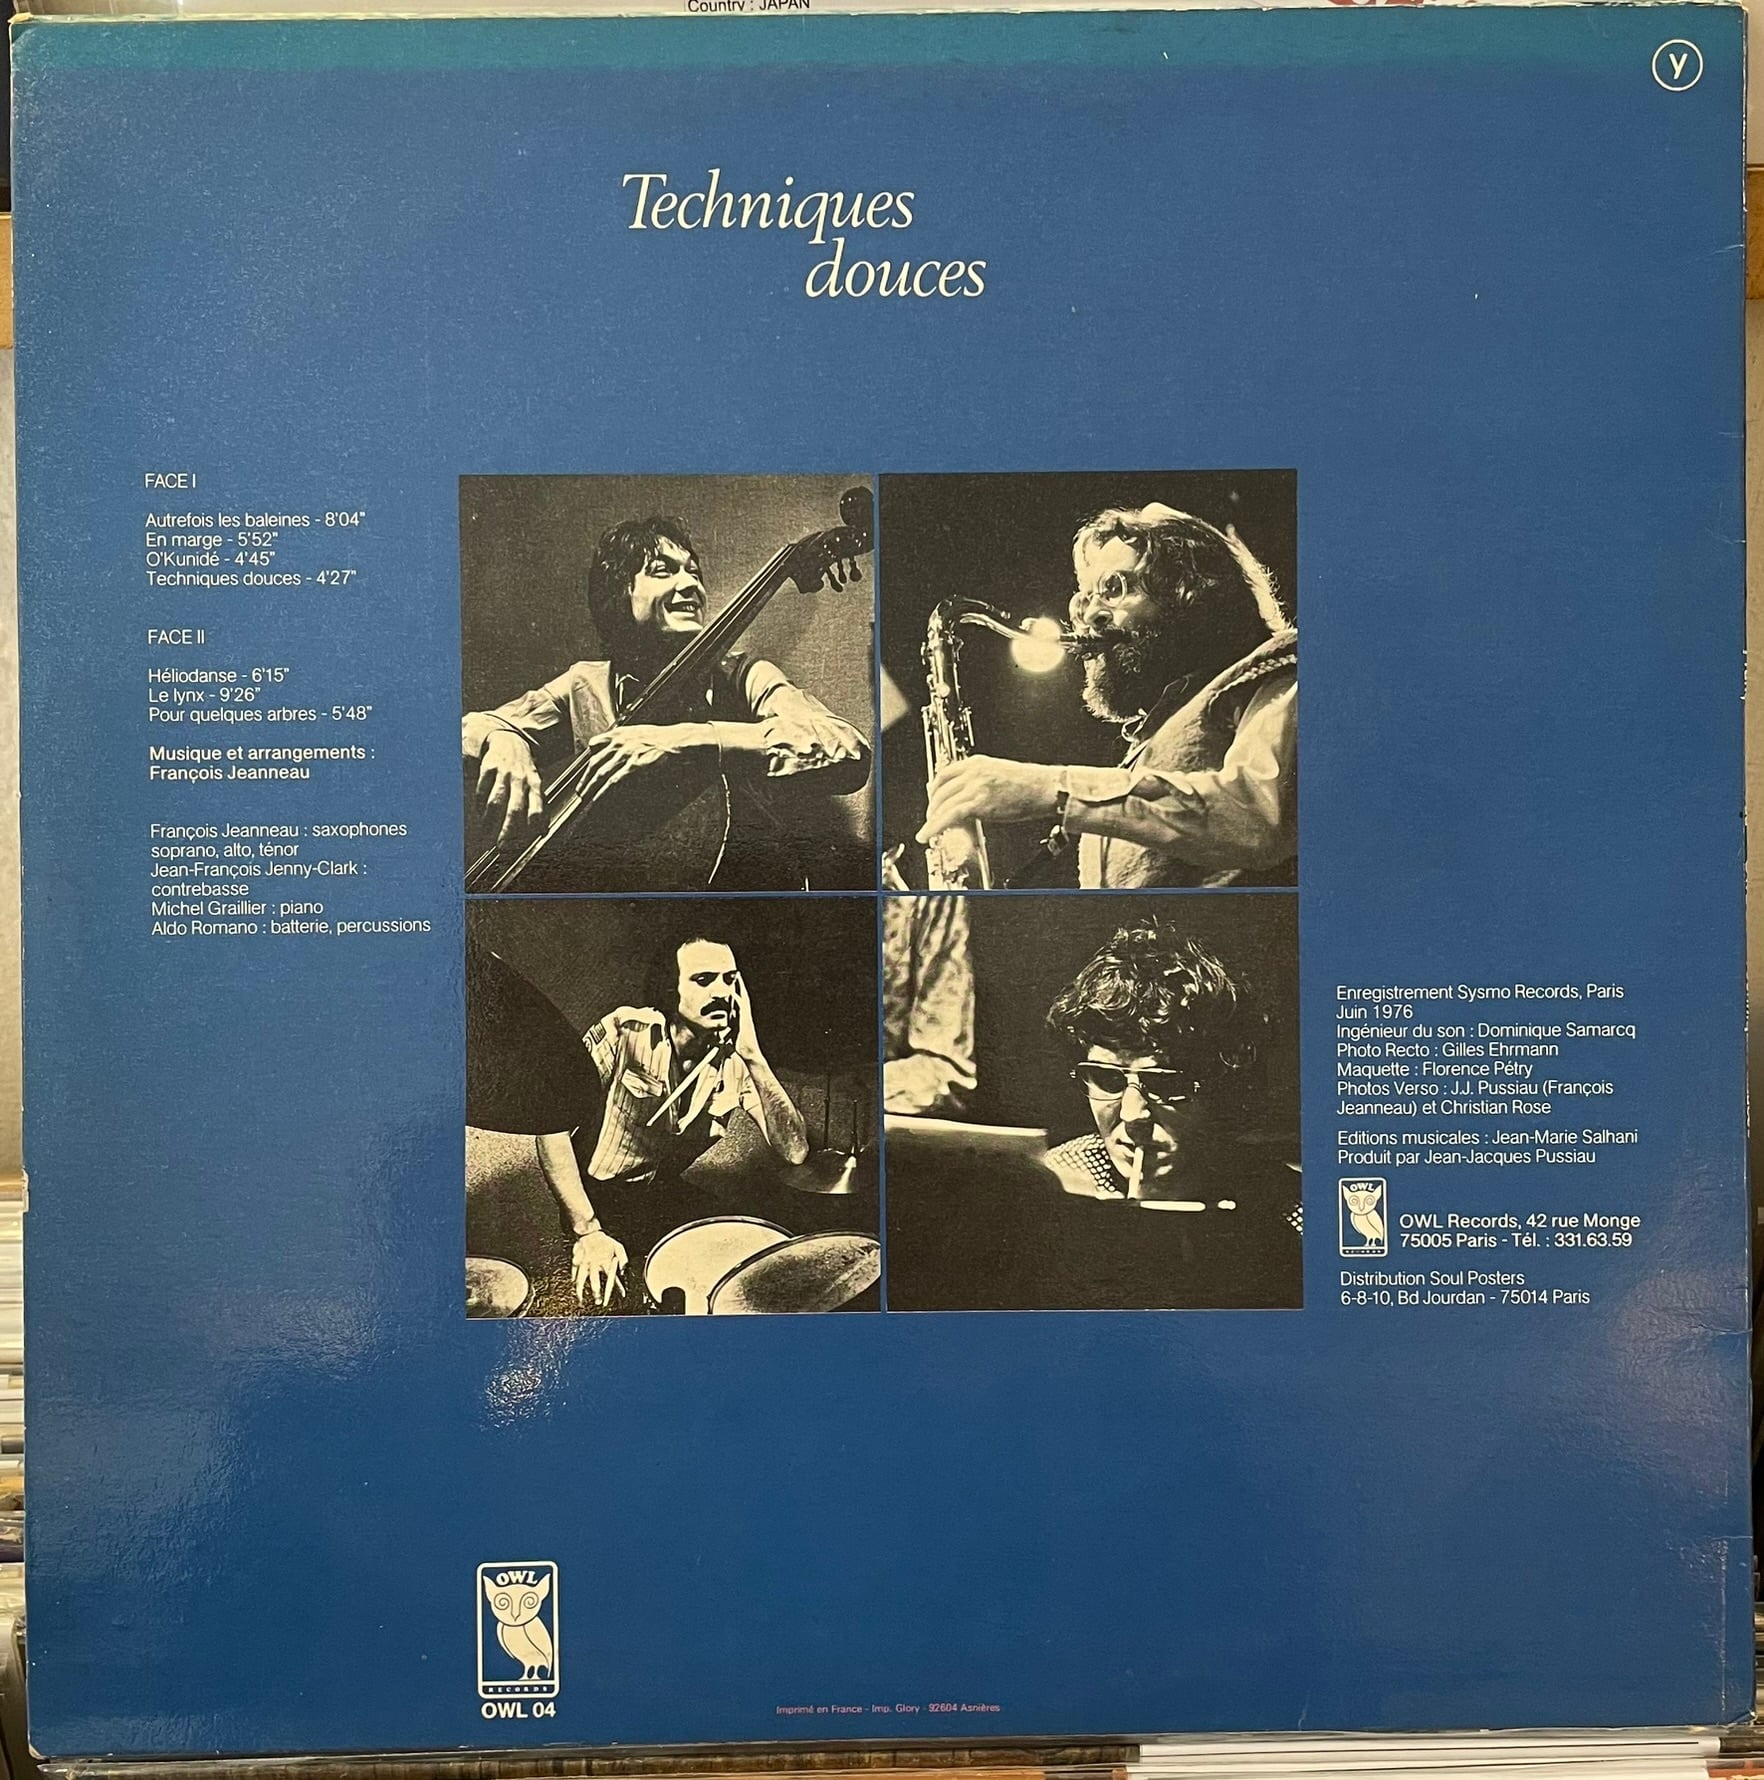 Country : JAPAN
y
Techniques
douces
FACE I
Autrefois les baleines - 8'04"
En marge - 5'52"
O'Kunidé - 4'45"
Techniques douces - 4'27"
FACE II
Héliodanse - 6'15"
Le lynx - 9'26"
Pour quelques arbres - 5'48"
Musique et arrangements :
François Jeanneau
François Jeanneau : saxophones
soprano, alto, ténor
Jean-François Jenny-Clark :
contrebasse
Michel Graillier : piano
Aldo Romano : batterie, percussions
Enregistrement Sysmo Records, Paris
Juin 1976
Ingénieur du son : Dominique Samarcq
Photo Recto : Gilles Ehrmann
Maquette : Florence Pétry
Photos Verso : J.J. Pussiau (François
Jeanneau) et Christian Rose
Editions musicales : Jean-Marie Salhani
Produit par Jean-Jacques Pussiau
OWL
RECORDS
OWL Records, 42 rue Monge
75005 Paris - Tél. : 331.63.59
Distribution Soul Posters
6-8-10, Bd Jourdan - 75014 Paris
OWL
RECORDS
OWL 04
Imprimé en France - Imp. Glory - 92604 Asnières